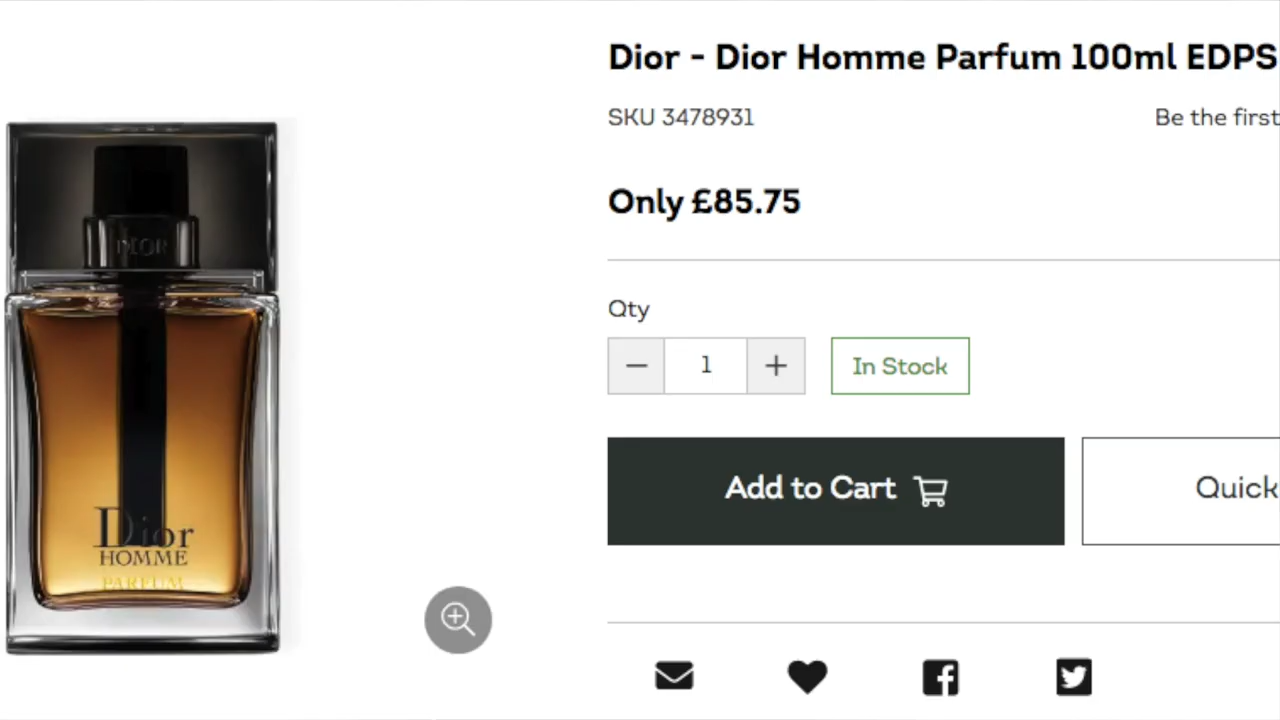 Dior - Dior Homme Parfum 100ml EDPS
SKU 3478931
Be the first
Only £85.75
Qty
1
In Stock
Add to Cart
Quick
DIOR
Dior
HOMME
PARFUM